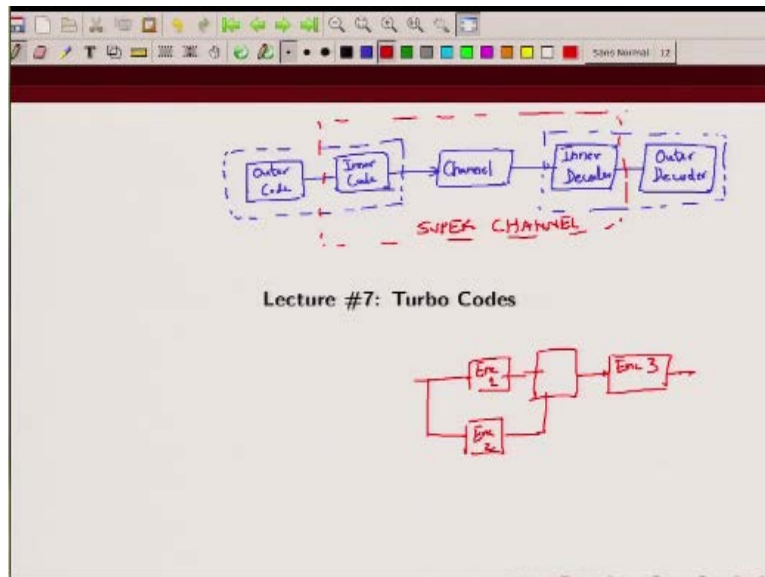 Sans Normal 12
Outer Code
Inner Code
Channel
Inner Decoder
Outer Decoder
SUPER CHANNEL
Lecture #7: Turbo Codes
Enc 1
Enc 3
Enc 2